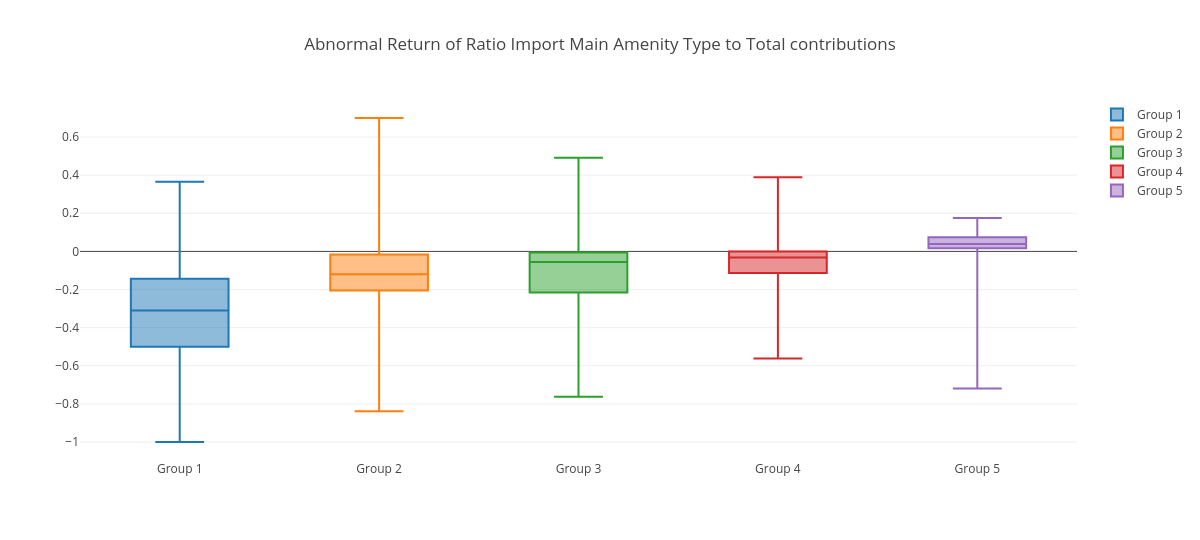 Abnormal Return of Ratio Import Main Amenity Type to Total contributions
Group 1
Group 2
Group 3
Group 4
Group 5
0.6
0.4
0.2
0
−0.2
−0.4
−0.6
−0.8
−1
Group 1
Group 2
Group 3
Group 4
Group 5